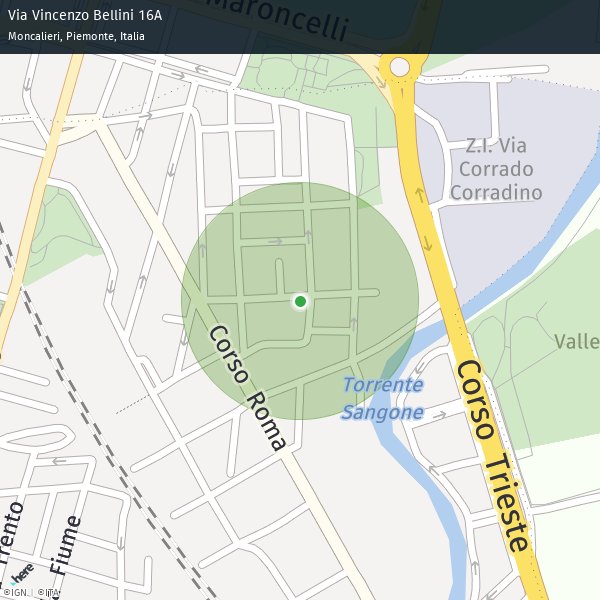 Via Vincenzo Bellini 16A
Moncalieri, Piemonte, Italia
Maroncelli
Z.I. Via
Corrado
Corradino
Valle
Corso Roma
Torrente
Sangone
Corso Trieste
Trento
Fiume
here
©IGN | ©ITA